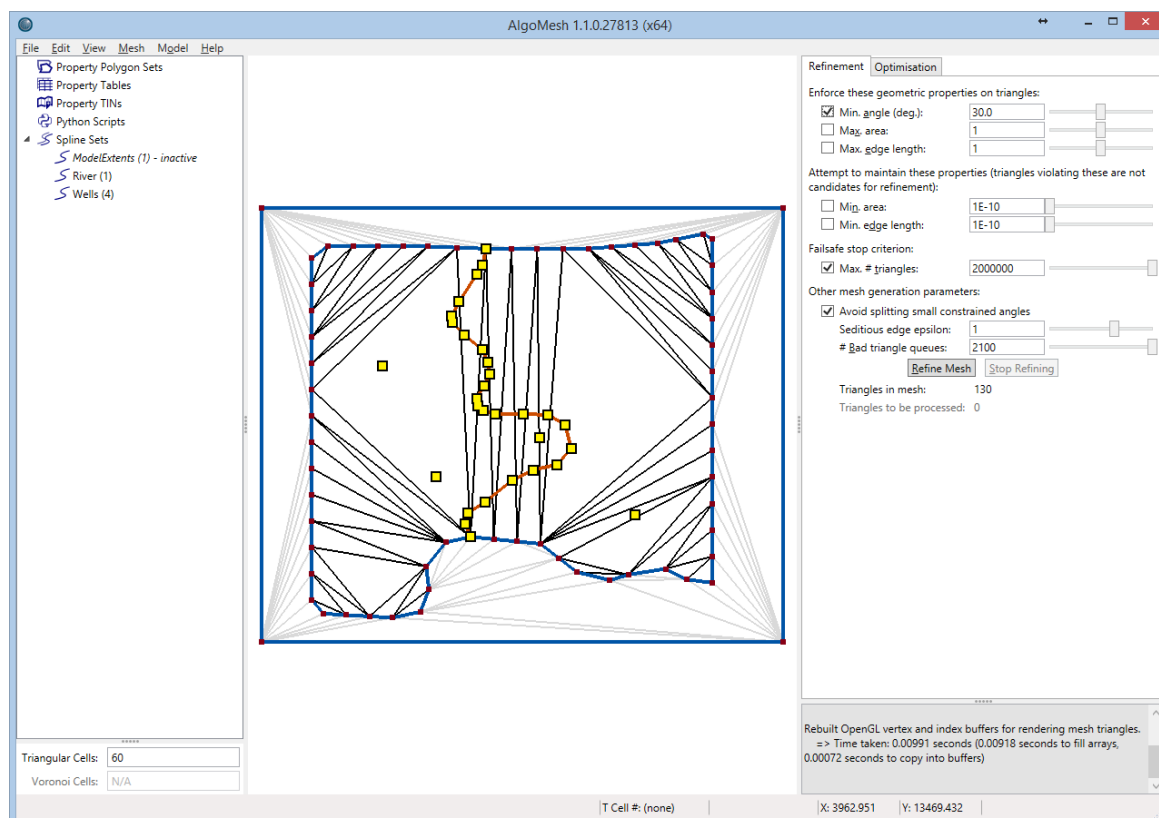 AlgoMesh 1.1.0.27813 (x64)
File Edit View Mesh Model Help
Property Polygon Sets
Property Tables
Property TINs
Python Scripts
Spline Sets
ModelExtents (1) - inactive
River (1)
Wells (4)
Triangular Cells: 60
Voronoi Cells: N/A
Refinement Optimisation
Enforce these geometric properties on triangles:
Min. angle (deg.): 30.0
Max. area: 1
Max. edge length: 1
Attempt to maintain these properties (triangles violating these are not
candidates for refinement):
Min. area: 1E-10
Min. edge length: 1E-10
Failsafe stop criterion:
Max. # triangles: 2000000
Other mesh generation parameters:
Avoid splitting small constrained angles
Seditious edge epsilon: 1
# Bad triangle queues: 2100
Refine Mesh Stop Refining
Triangles in mesh: 130
Triangles to be processed: 0
Rebuilt OpenGL vertex and index buffers for rendering mesh triangles.
=> Time taken: 0.00991 seconds (0.00918 seconds to fill arrays,
0.00072 seconds to copy into buffers)
T Cell #: (none) X: 3962.951 Y: 13469.432